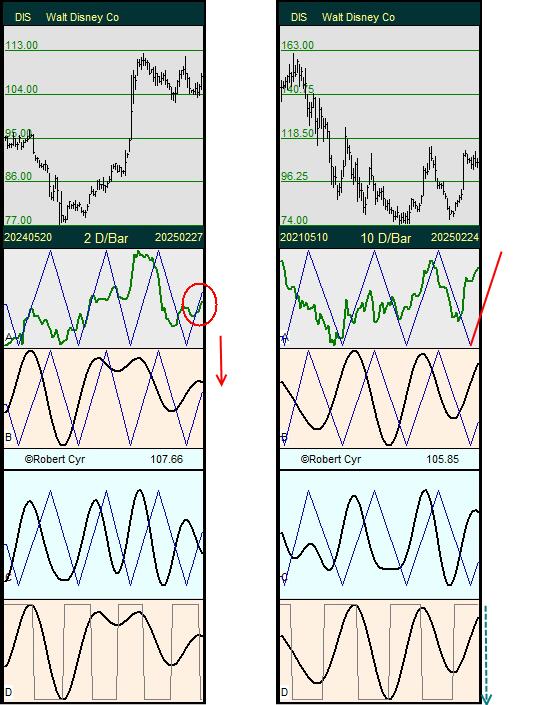 DIS Walt Disney Co
113.00
104.00
95.00
86.00
77.00
20240520 2 D/Bar 20250227
A
B
©Robert Cyr 107.66
C
D
DIS Walt Disney Co
163.00
140.75
118.50
96.25
74.00
20210510 10 D/Bar 20250224
A
B
©Robert Cyr 105.85
C
D